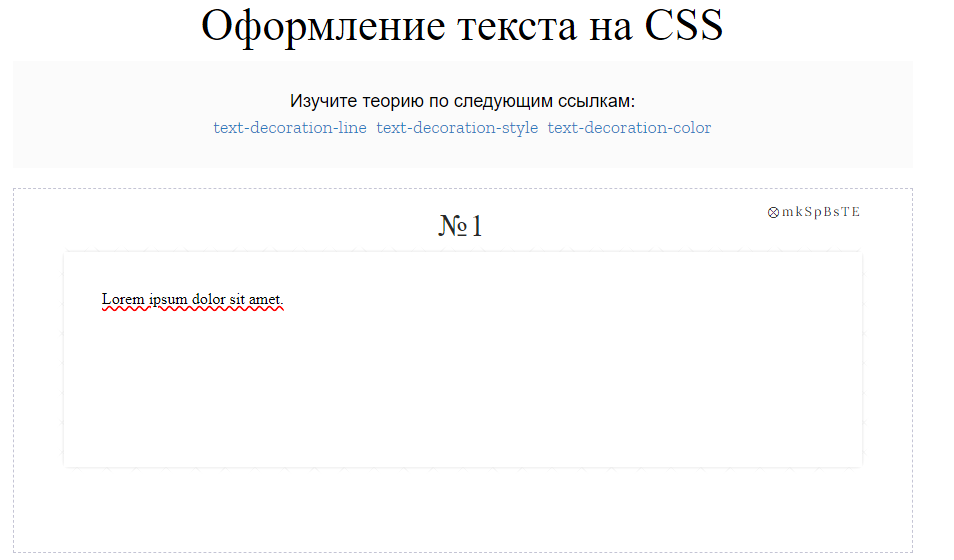 Оформление текста на CSS
Изучите теорию по следующим ссылкам:
text-decoration-line text-decoration-style text-decoration-color
⊗mkSpBsTE
№1
Lorem ipsum dolor sit amet.